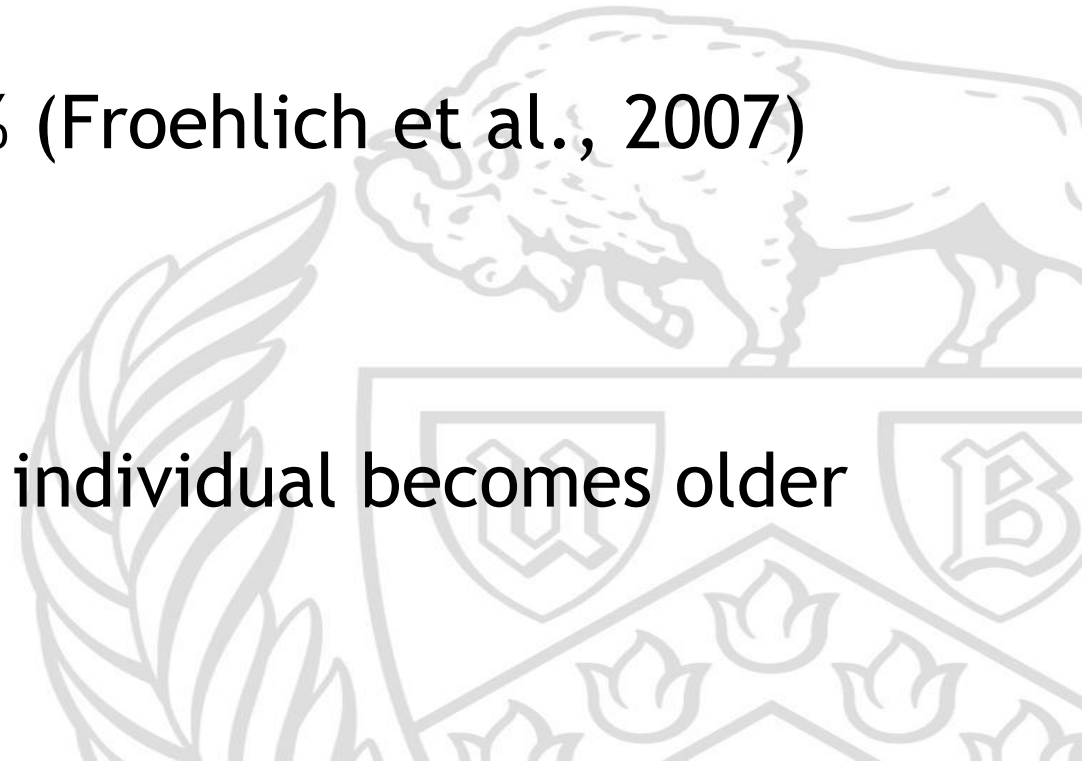 % (Froehlich et al., 2007)
individual becomes older
U B